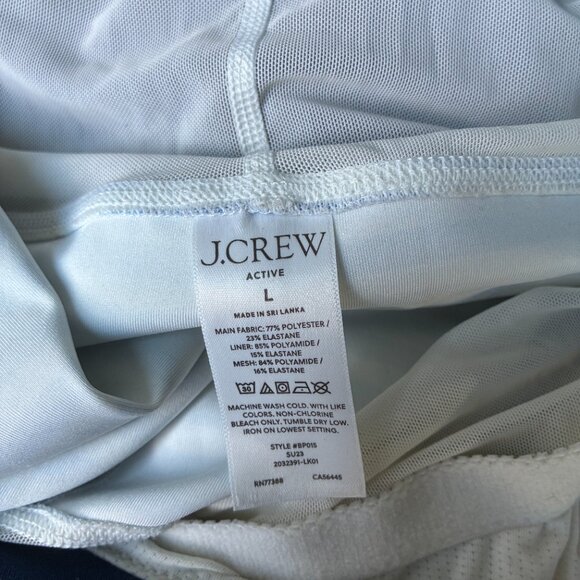 J.CREW
ACTIVE
L
MADE IN SRI LANKA
MAIN FABRIC: 77% POLYESTER /
23% ELASTANE
LINER: 85% POLYAMIDE /
15% ELASTANE
MESH: 84% POLYAMIDE /
16% ELASTANE
30
MACHINE WASH COLD. WITH LIKE
COLORS. NON-CHLORINE
BLEACH ONLY. TUMBLE DRY LOW.
IRON ON LOWEST SETTING.
STYLE #BP015
SU23
2032391-LK01
RN77388 CA56445